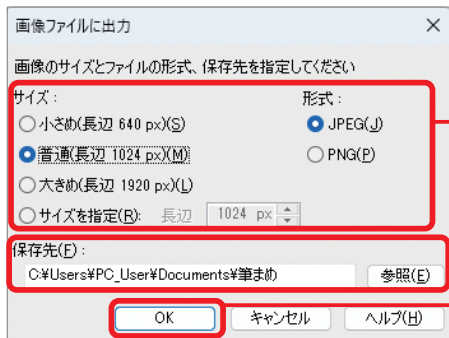 画像ファイルに出力
画像のサイズとファイルの形式、保存先を指定してください
サイズ：
形式：
小さめ(長辺 640 px)(S)
JPEG(J)
普通(長辺 1024 px)(M)
PNG(P)
大きめ(長辺 1920 px)(L)
サイズを指定(R): 長辺 1024 px
保存先(F)：
C:¥Users¥PC_User¥Documents¥筆まめ 参照(E)
OK キャンセル ヘルプ(H)